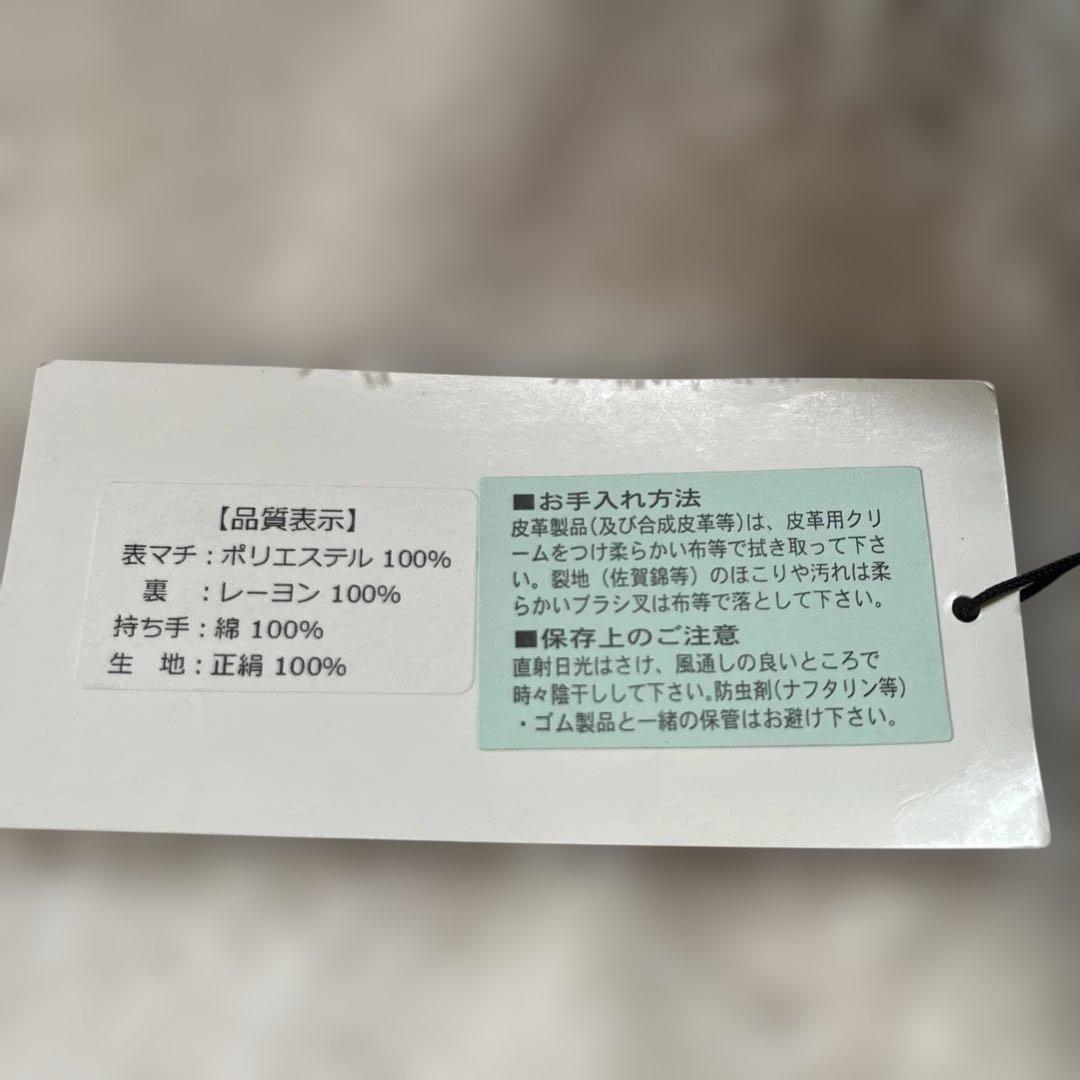 【品質表示】
表マチ：ポリエステル 100%
裏　：レーヨン 100%
持ち手：綿 100%
生　地：正絹 100%
■お手入れ方法
皮革製品(及び合成皮革等)は、皮革用クリ
ームをつけ柔らかい布等で拭き取って下さ
い。裂地（佐賀錦等）のほこりや汚れは柔
らかいブラシ又は布等で落として下さい。
■保存上のご注意
直射日光はさけ、風通しの良いところで
時々陰干しして下さい。防虫剤(ナフタリン等)
・ゴム製品と一緒の保管はお避け下さい。